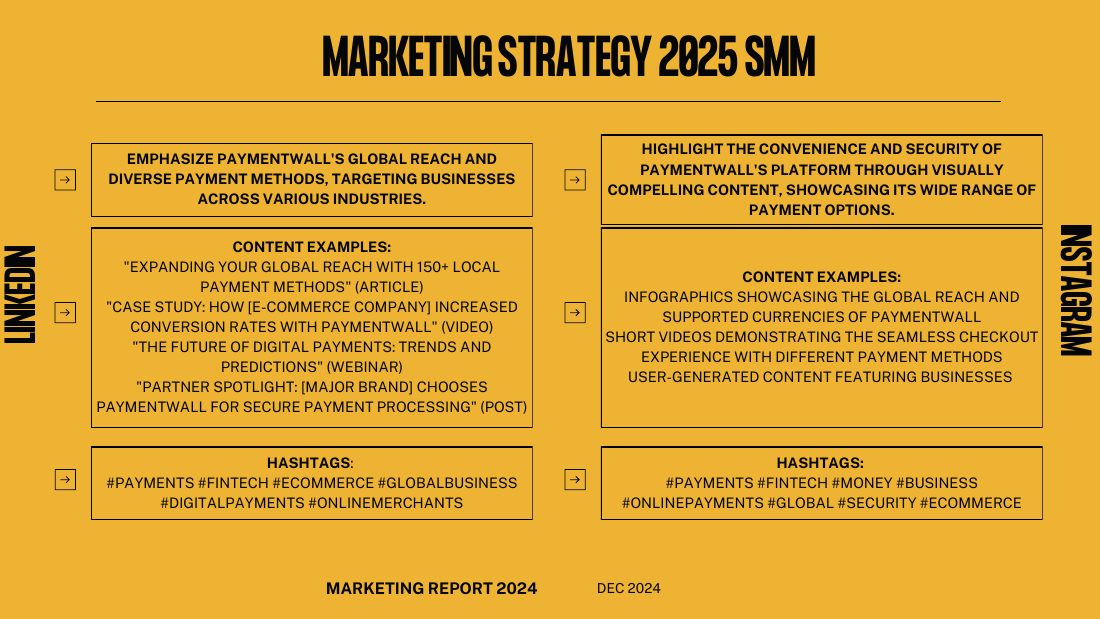 MARKETING STRATEGY 2025 SMM
LINKEDIN
EMPHASIZE PAYMENTWALL'S GLOBAL REACH AND
DIVERSE PAYMENT METHODS, TARGETING BUSINESSES
ACROSS VARIOUS INDUSTRIES.
CONTENT EXAMPLES:
"EXPANDING YOUR GLOBAL REACH WITH 150+ LOCAL
PAYMENT METHODS" (ARTICLE)
"CASE STUDY: HOW [E-COMMERCE COMPANY] INCREASED
CONVERSION RATES WITH PAYMENTWALL" (VIDEO)
"THE FUTURE OF DIGITAL PAYMENTS: TRENDS AND
PREDICTIONS" (WEBINAR)
"PARTNER SPOTLIGHT: [MAJOR BRAND] CHOOSES
PAYMENTWALL FOR SECURE PAYMENT PROCESSING" (POST)
HASHTAGS:
#PAYMENTS #FINTECH #ECOMMERCE #GLOBALBUSINESS
#DIGITALPAYMENTS #ONLINEMERCHANTS
INSTAGRAM
HIGHLIGHT THE CONVENIENCE AND SECURITY OF
PAYMENTWALL'S PLATFORM THROUGH VISUALLY
COMPELLING CONTENT, SHOWCASING ITS WIDE RANGE OF
PAYMENT OPTIONS.
CONTENT EXAMPLES:
INFOGRAPHICS SHOWCASING THE GLOBAL REACH AND
SUPPORTED CURRENCIES OF PAYMENTWALL
SHORT VIDEOS DEMONSTRATING THE SEAMLESS CHECKOUT
EXPERIENCE WITH DIFFERENT PAYMENT METHODS
USER-GENERATED CONTENT FEATURING BUSINESSES
HASHTAGS:
#PAYMENTS #FINTECH #MONEY #BUSINESS
#ONLINEPAYMENTS #GLOBAL #SECURITY #ECOMMERCE
MARKETING REPORT 2024
DEC 2024